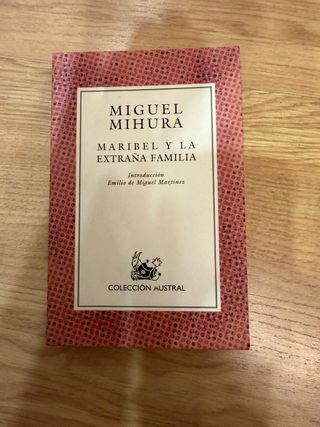 MIGUEL
MIHURA
MARIBEL Y LA
EXTRAÑA FAMILIA
Introducción
Emilio de Miguel Martínez
COLECCIÓN AUSTRAL